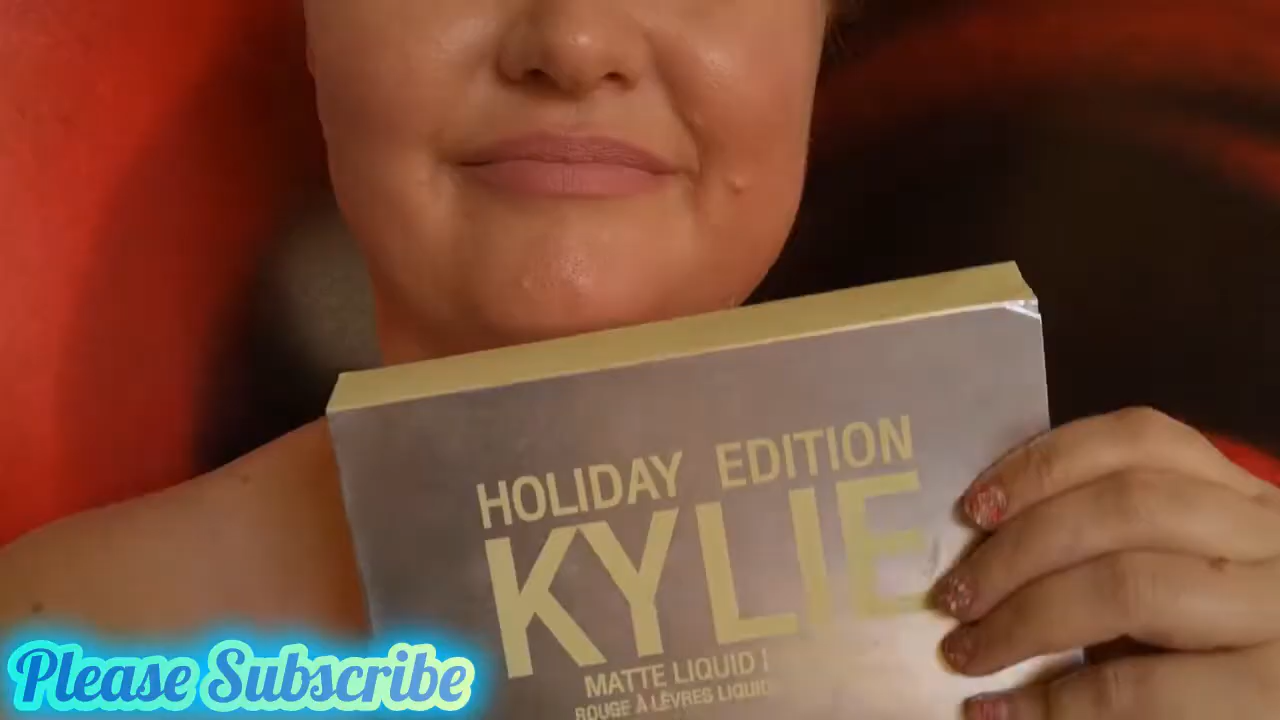 HOLIDAY EDITION
KYLIE
MATTE LIQUID
ROUGE À LÈVRES LIQUIDE
Please Subscribe